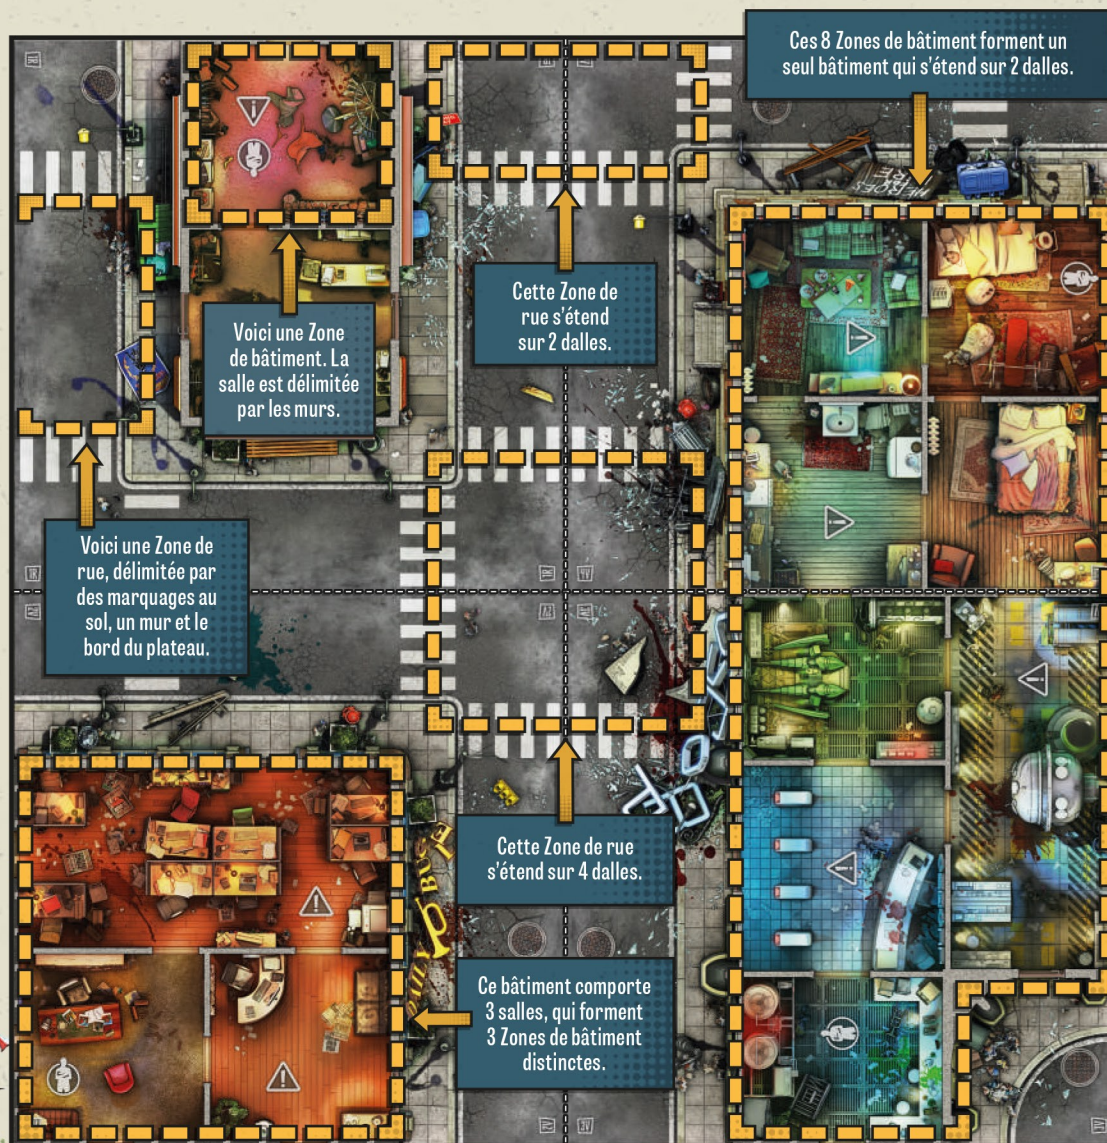 Ces 8 Zones de bâtiment forment un
seul bâtiment qui s'étend sur 2 dalles.
Cette Zone de
rue s'étend
sur 2 dalles.
Voici une Zone
de bâtiment. La
salle est délimitée
par les murs.
Voici une Zone de
rue, délimitée par
des marquages au
sol, un mur et le
bord du plateau.
Cette Zone de rue
s'étend sur 4 dalles.
Ce bâtiment comporte
3 salles, qui forment
3 Zones de bâtiment
distinctes.